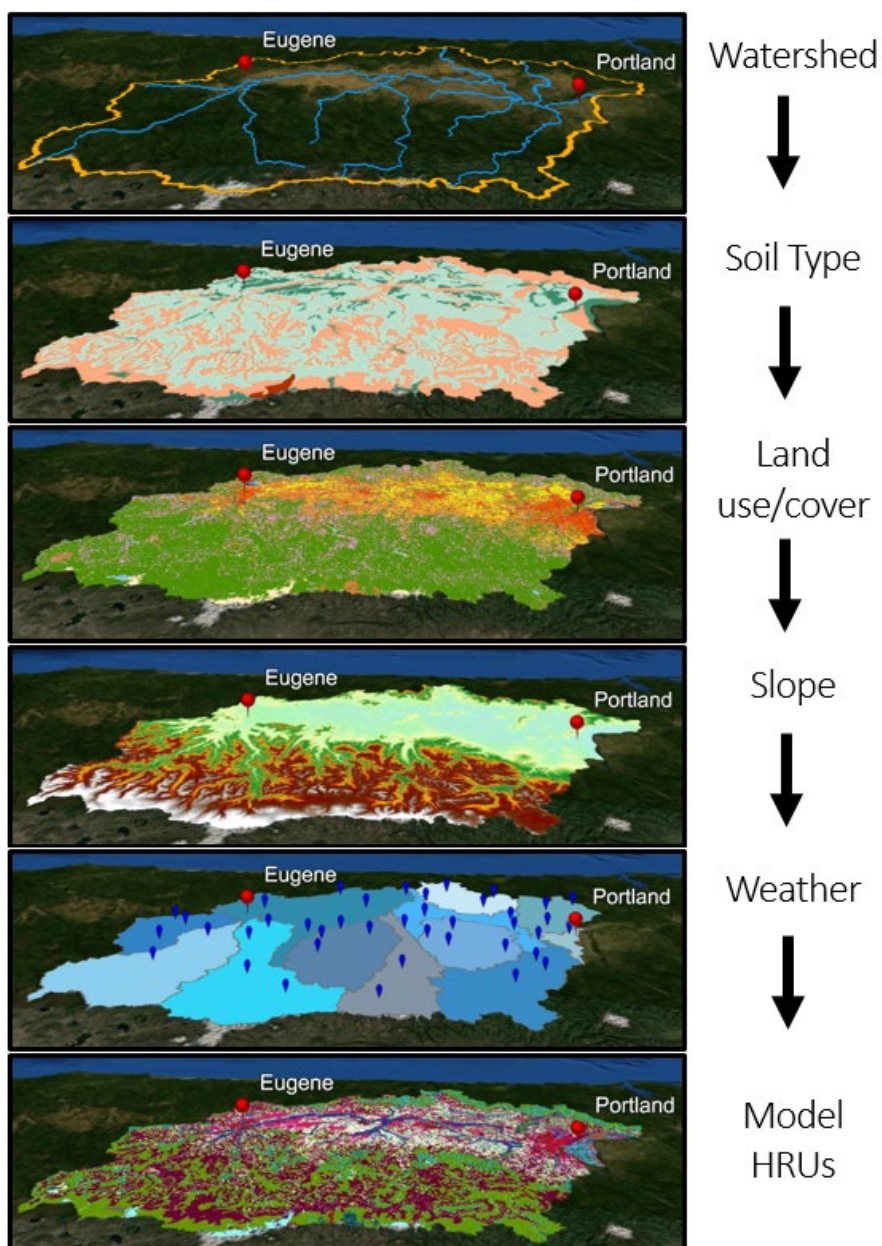 Eugene
Portland
Watershed
Eugene
Portland
Soil Type
Eugene
Portland
Land
use/cover
Eugene
Portland
Slope
Eugene
Portland
Weather
Eugene
Portland
Model
HRUs